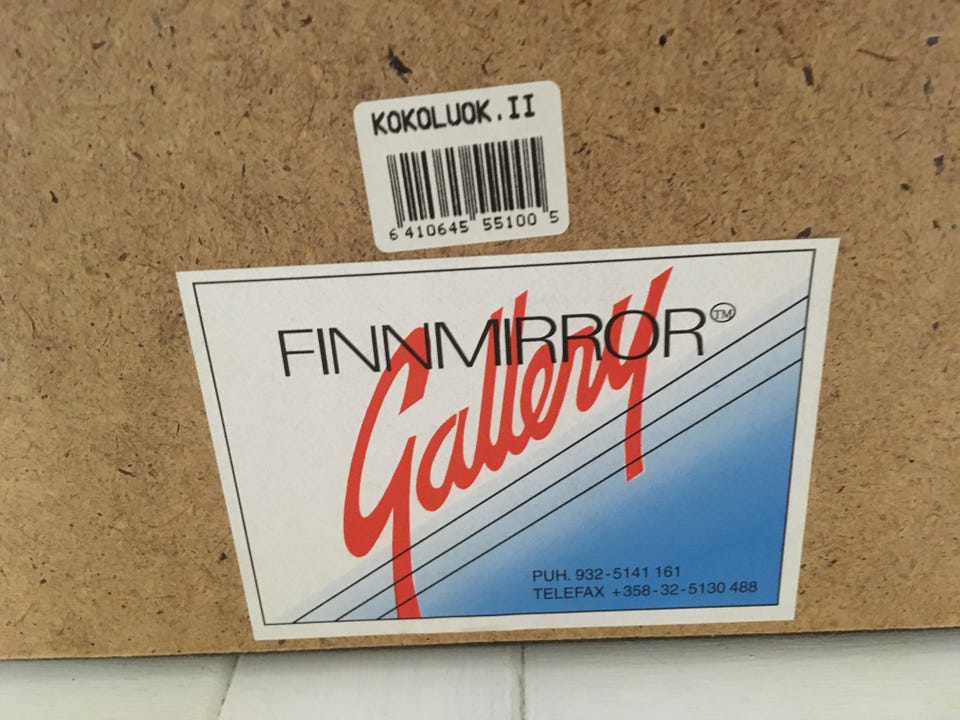 KOKOLUOK.II
6 410645 55100 5
FINNMIRROR™
Gallery
PUH. 932-5141 161
TELEFAX +358-32-5130 488